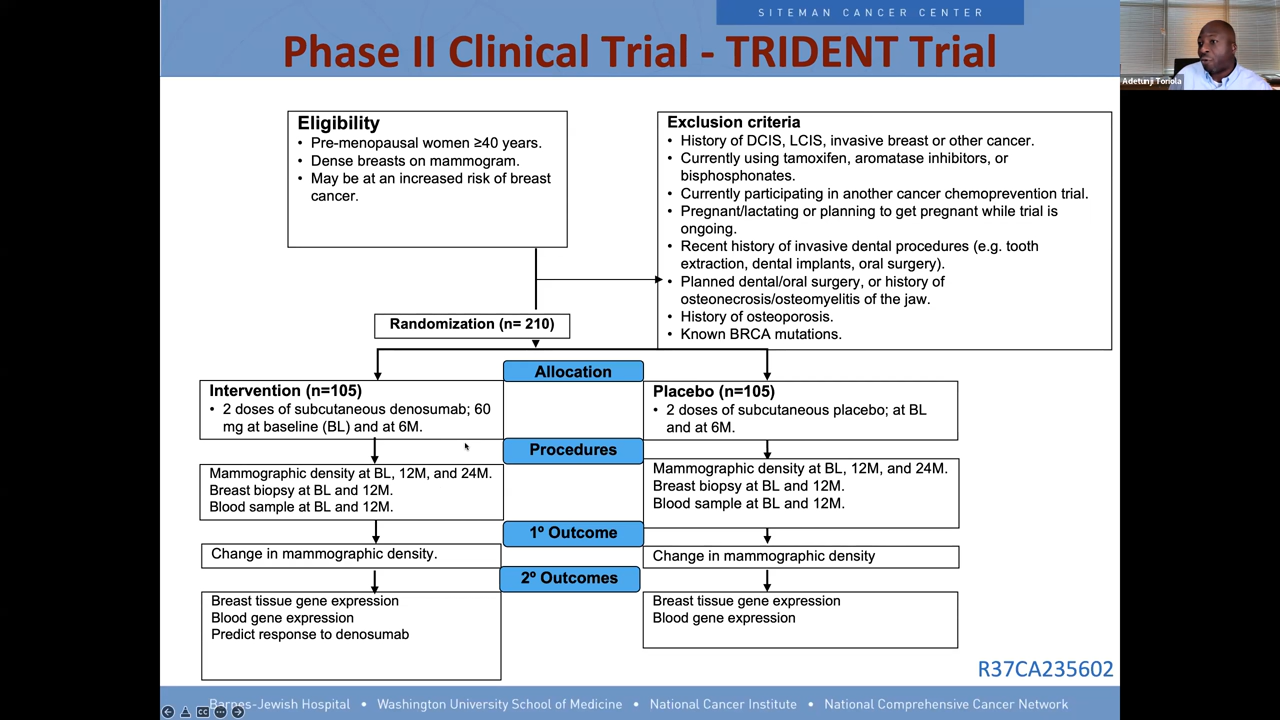 SITEMAN CANCER CENTER
Phase II Clinical Trial - TRIDENT Trial
Adetunji Toriola
Eligibility
• Pre-menopausal women ≥40 years.
• Dense breasts on mammogram.
• May be at an increased risk of breast
cancer.
Exclusion criteria
• History of DCIS, LCIS, invasive breast or other cancer.
• Currently using tamoxifen, aromatase inhibitors, or
bisphosphonates.
• Currently participating in another cancer chemoprevention trial.
• Pregnant/lactating or planning to get pregnant while trial is
ongoing.
• Recent history of invasive dental procedures (e.g. tooth
extraction, dental implants, oral surgery).
• Planned dental/oral surgery, or history of
osteonecrosis/osteomyelitis of the jaw.
• History of osteoporosis.
• Known BRCA mutations.
Randomization (n= 210)
Allocation
Intervention (n=105)
• 2 doses of subcutaneous denosumab; 60
mg at baseline (BL) and at 6M.
Placebo (n=105)
• 2 doses of subcutaneous placebo; at BL
and at 6M.
Procedures
Mammographic density at BL, 12M, and 24M.
Breast biopsy at BL and 12M.
Blood sample at BL and 12M.
Mammographic density at BL, 12M, and 24M.
Breast biopsy at BL and 12M.
Blood sample at BL and 12M.
1º Outcome
Change in mammographic density.
Change in mammographic density
2º Outcomes
Breast tissue gene expression
Blood gene expression
Predict response to denosumab
Breast tissue gene expression
Blood gene expression
R37CA235602
Barnes-Jewish Hospital • Washington University School of Medicine • National Cancer Institute • National Comprehensive Cancer Network
CC